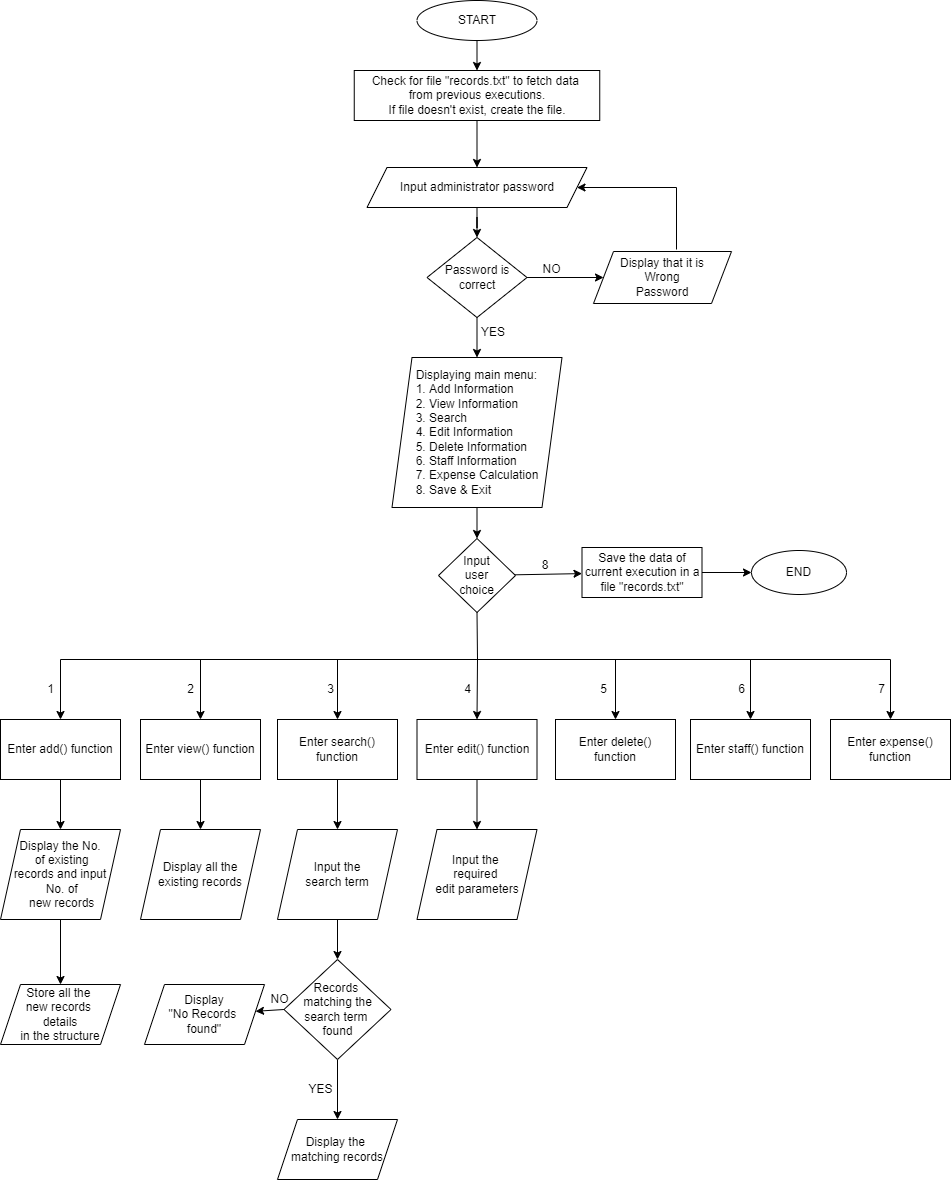 START
Check for file "records.txt" to fetch data
from previous executions.
If file doesn't exist, create the file.
Input administrator password
Password is
correct
NO
Display that it is
Wrong
Password
YES
Displaying main menu:
1. Add Information
2. View Information
3. Search
4. Edit Information
5. Delete Information
6. Staff Information
7. Expense Calculation
8. Save & Exit
Input
user
choice
8
Save the data of
current execution in a
file "records.txt"
END
1
2
3
4
5
6
7
Enter add() function
Enter view() function
Enter search()
function
Enter edit() function
Enter delete()
function
Enter staff() function
Enter expense()
function
Display the No.
of existing
records and input
No. of
new records
Display all the
existing records
Input the
search term
Input the
required
edit parameters
Store all the
new records
details
in the structure
Display
"No Records
found"
NO
Records
matching the
search term
found
YES
Display the
matching records